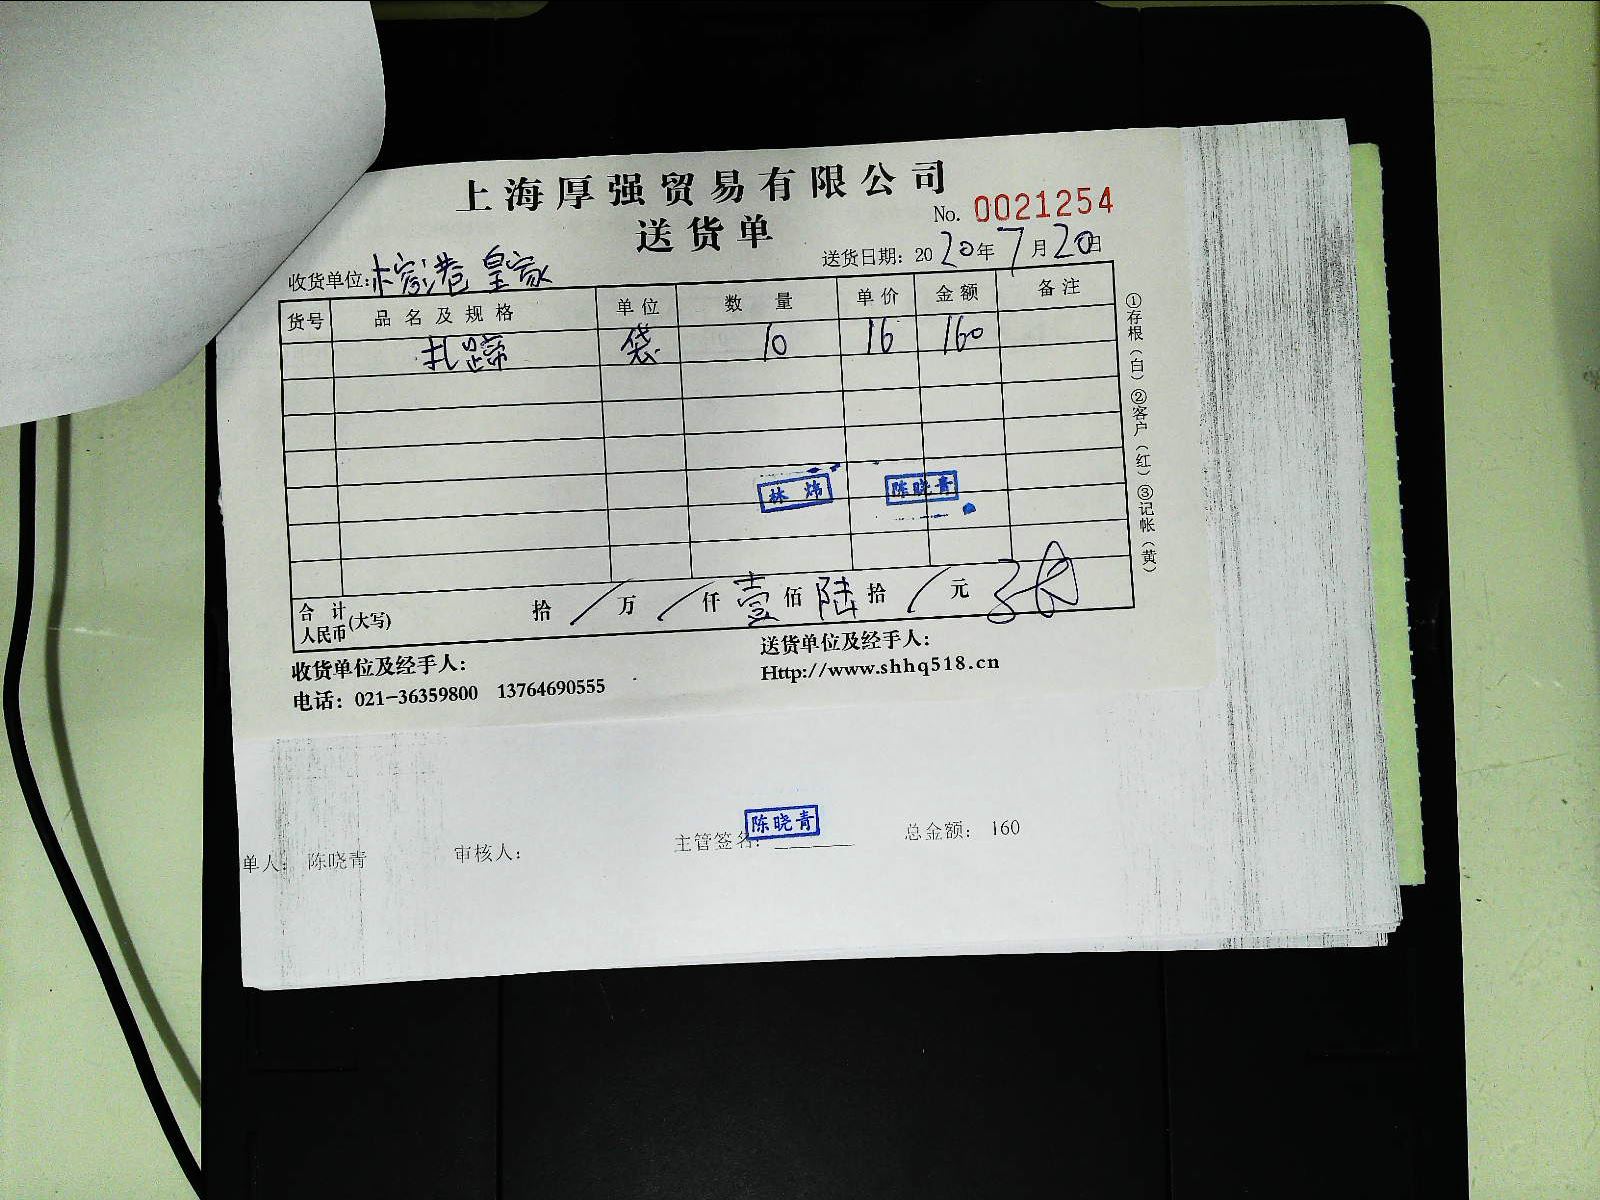 上海厚强贸易有限公司
送货单
No. 0021254
收货单位: 皇家
送货日期: 2020年7月20日
货号 品名及规格 单位 数量 单价 金额 备注
扎蹄 袋 10 16 160
林炜 陈晓青
合计人民币(大写) 拾/万/仟壹佰陆拾/元
收货单位及经手人:
送货单位及经手人:
电话: 021-36359800 13764690555
Http://www.shhq518.cn
①存根(白)②客户(红)③记帐(黄)
单人: 陈晓青 审核人: 主管签名: 陈晓青 总金额: 160